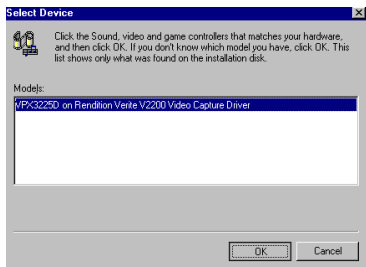 Select Device
Click the Sound, video and game controllers that matches your hardware,
and then click OK. If you don't know which model you have, click OK. This
list shows only what was found on the installation disk.
Models:
VPX3225D on Rendition Verite V2200 Video Capture Driver
OK
Cancel